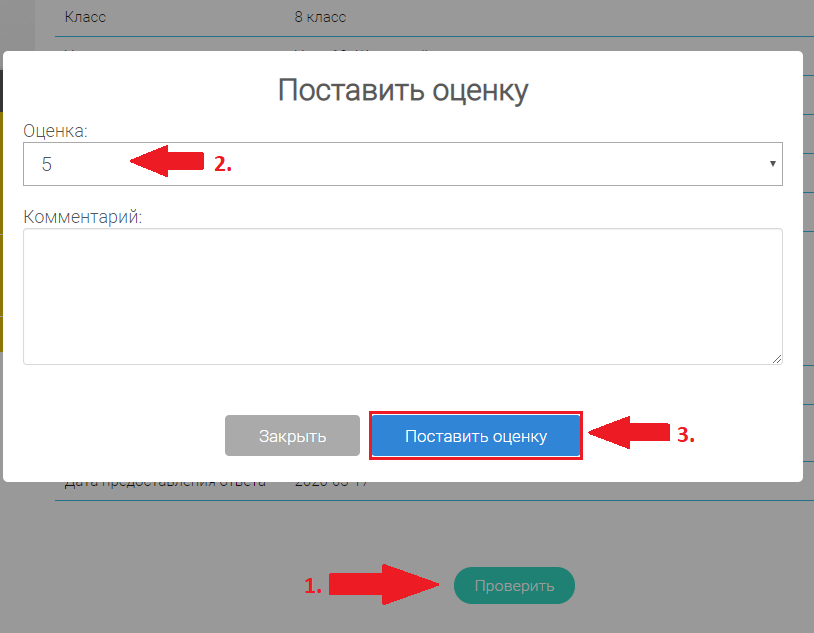 Класс 8 класс
Поставить оценку
Оценка:
5
2.
Комментарий:
Закрыть
Поставить оценку
3.
Дата предоставления ответа
1.
Проверить